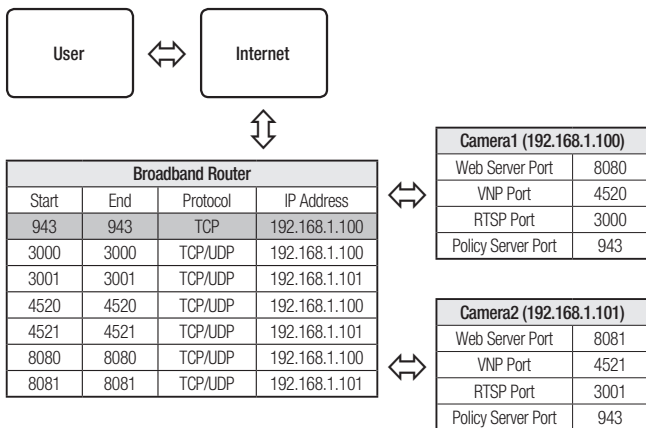 User
Internet
Broadband Router
Start End Protocol IP Address
943 943 TCP 192.168.1.100
3000 3000 TCP/UDP 192.168.1.100
3001 3001 TCP/UDP 192.168.1.101
4520 4520 TCP/UDP 192.168.1.100
4521 4521 TCP/UDP 192.168.1.101
8080 8080 TCP/UDP 192.168.1.100
8081 8081 TCP/UDP 192.168.1.101
Camera1 (192.168.1.100)
Web Server Port 8080
VNP Port 4520
RTSP Port 3000
Policy Server Port 943
Camera2 (192.168.1.101)
Web Server Port 8081
VNP Port 4521
RTSP Port 3001
Policy Server Port 943